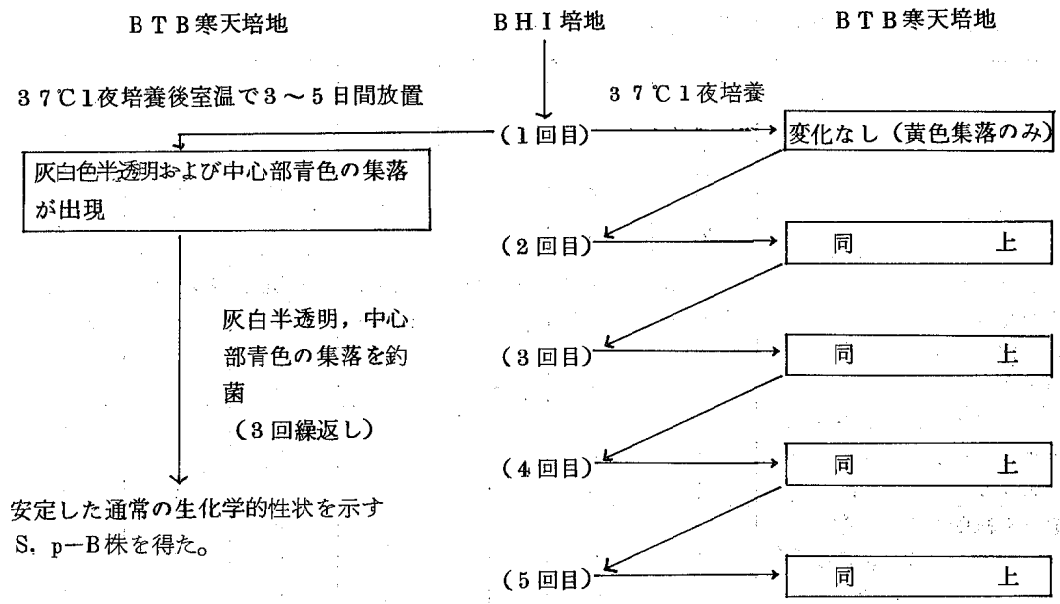 BTB寒天培地
BHI培地
BTB寒天培地
37℃1夜培養後室温で3～5日間放置
37℃1夜培養
(1回目)
変化なし(黄色集落のみ)
灰白色半透明および中心部青色の集落
が出現
(2回目)
同 上
灰白半透明，中心
部青色の集落を釣
菌
(3回繰返し)
(3回目)
同 上
(4回目)
同 上
安定した通常の生化学的性状を示す
S. p－B株を得た。
(5回目)
同 上